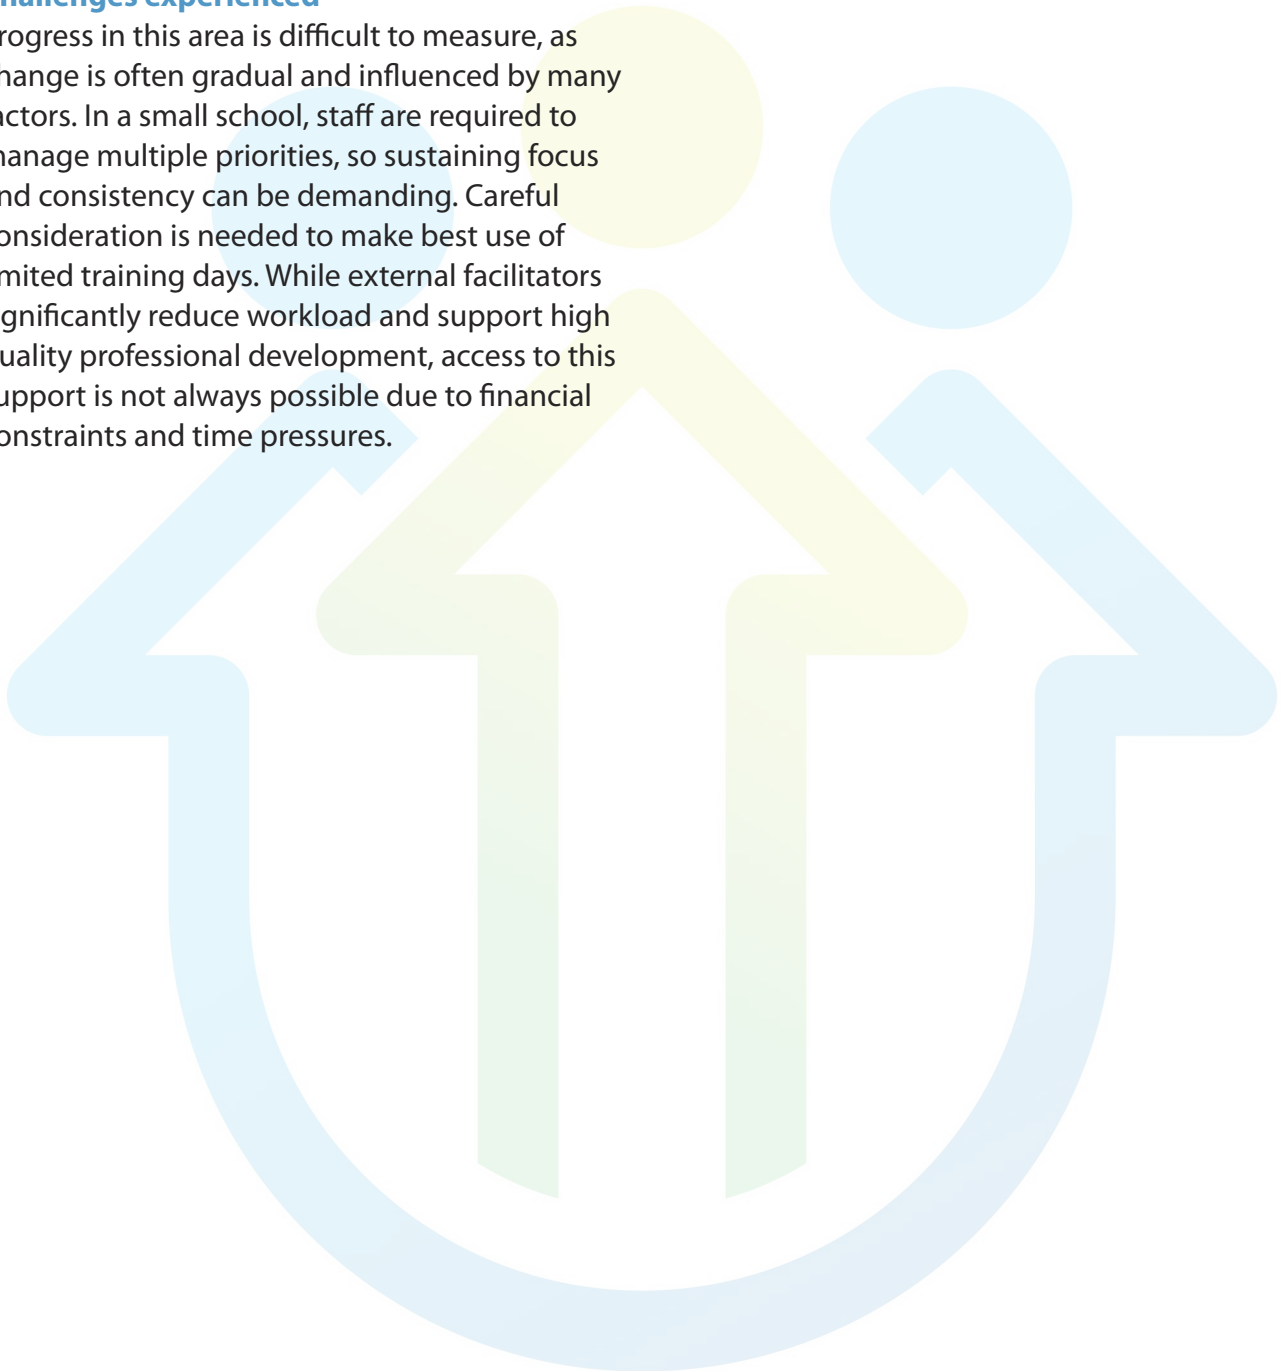 hallenges experienced
rogress in this area is difficult to measure, as
hange is often gradual and influenced by many
actors. In a small school, staff are required to
nanage multiple priorities, so sustaining focus
nd consistency can be demanding. Careful
onsideration is needed to make best use of
mited training days. While external facilitators
gnificantly reduce workload and support high
uality professional development, access to this
upport is not always possible due to financial
onstraints and time pressures.